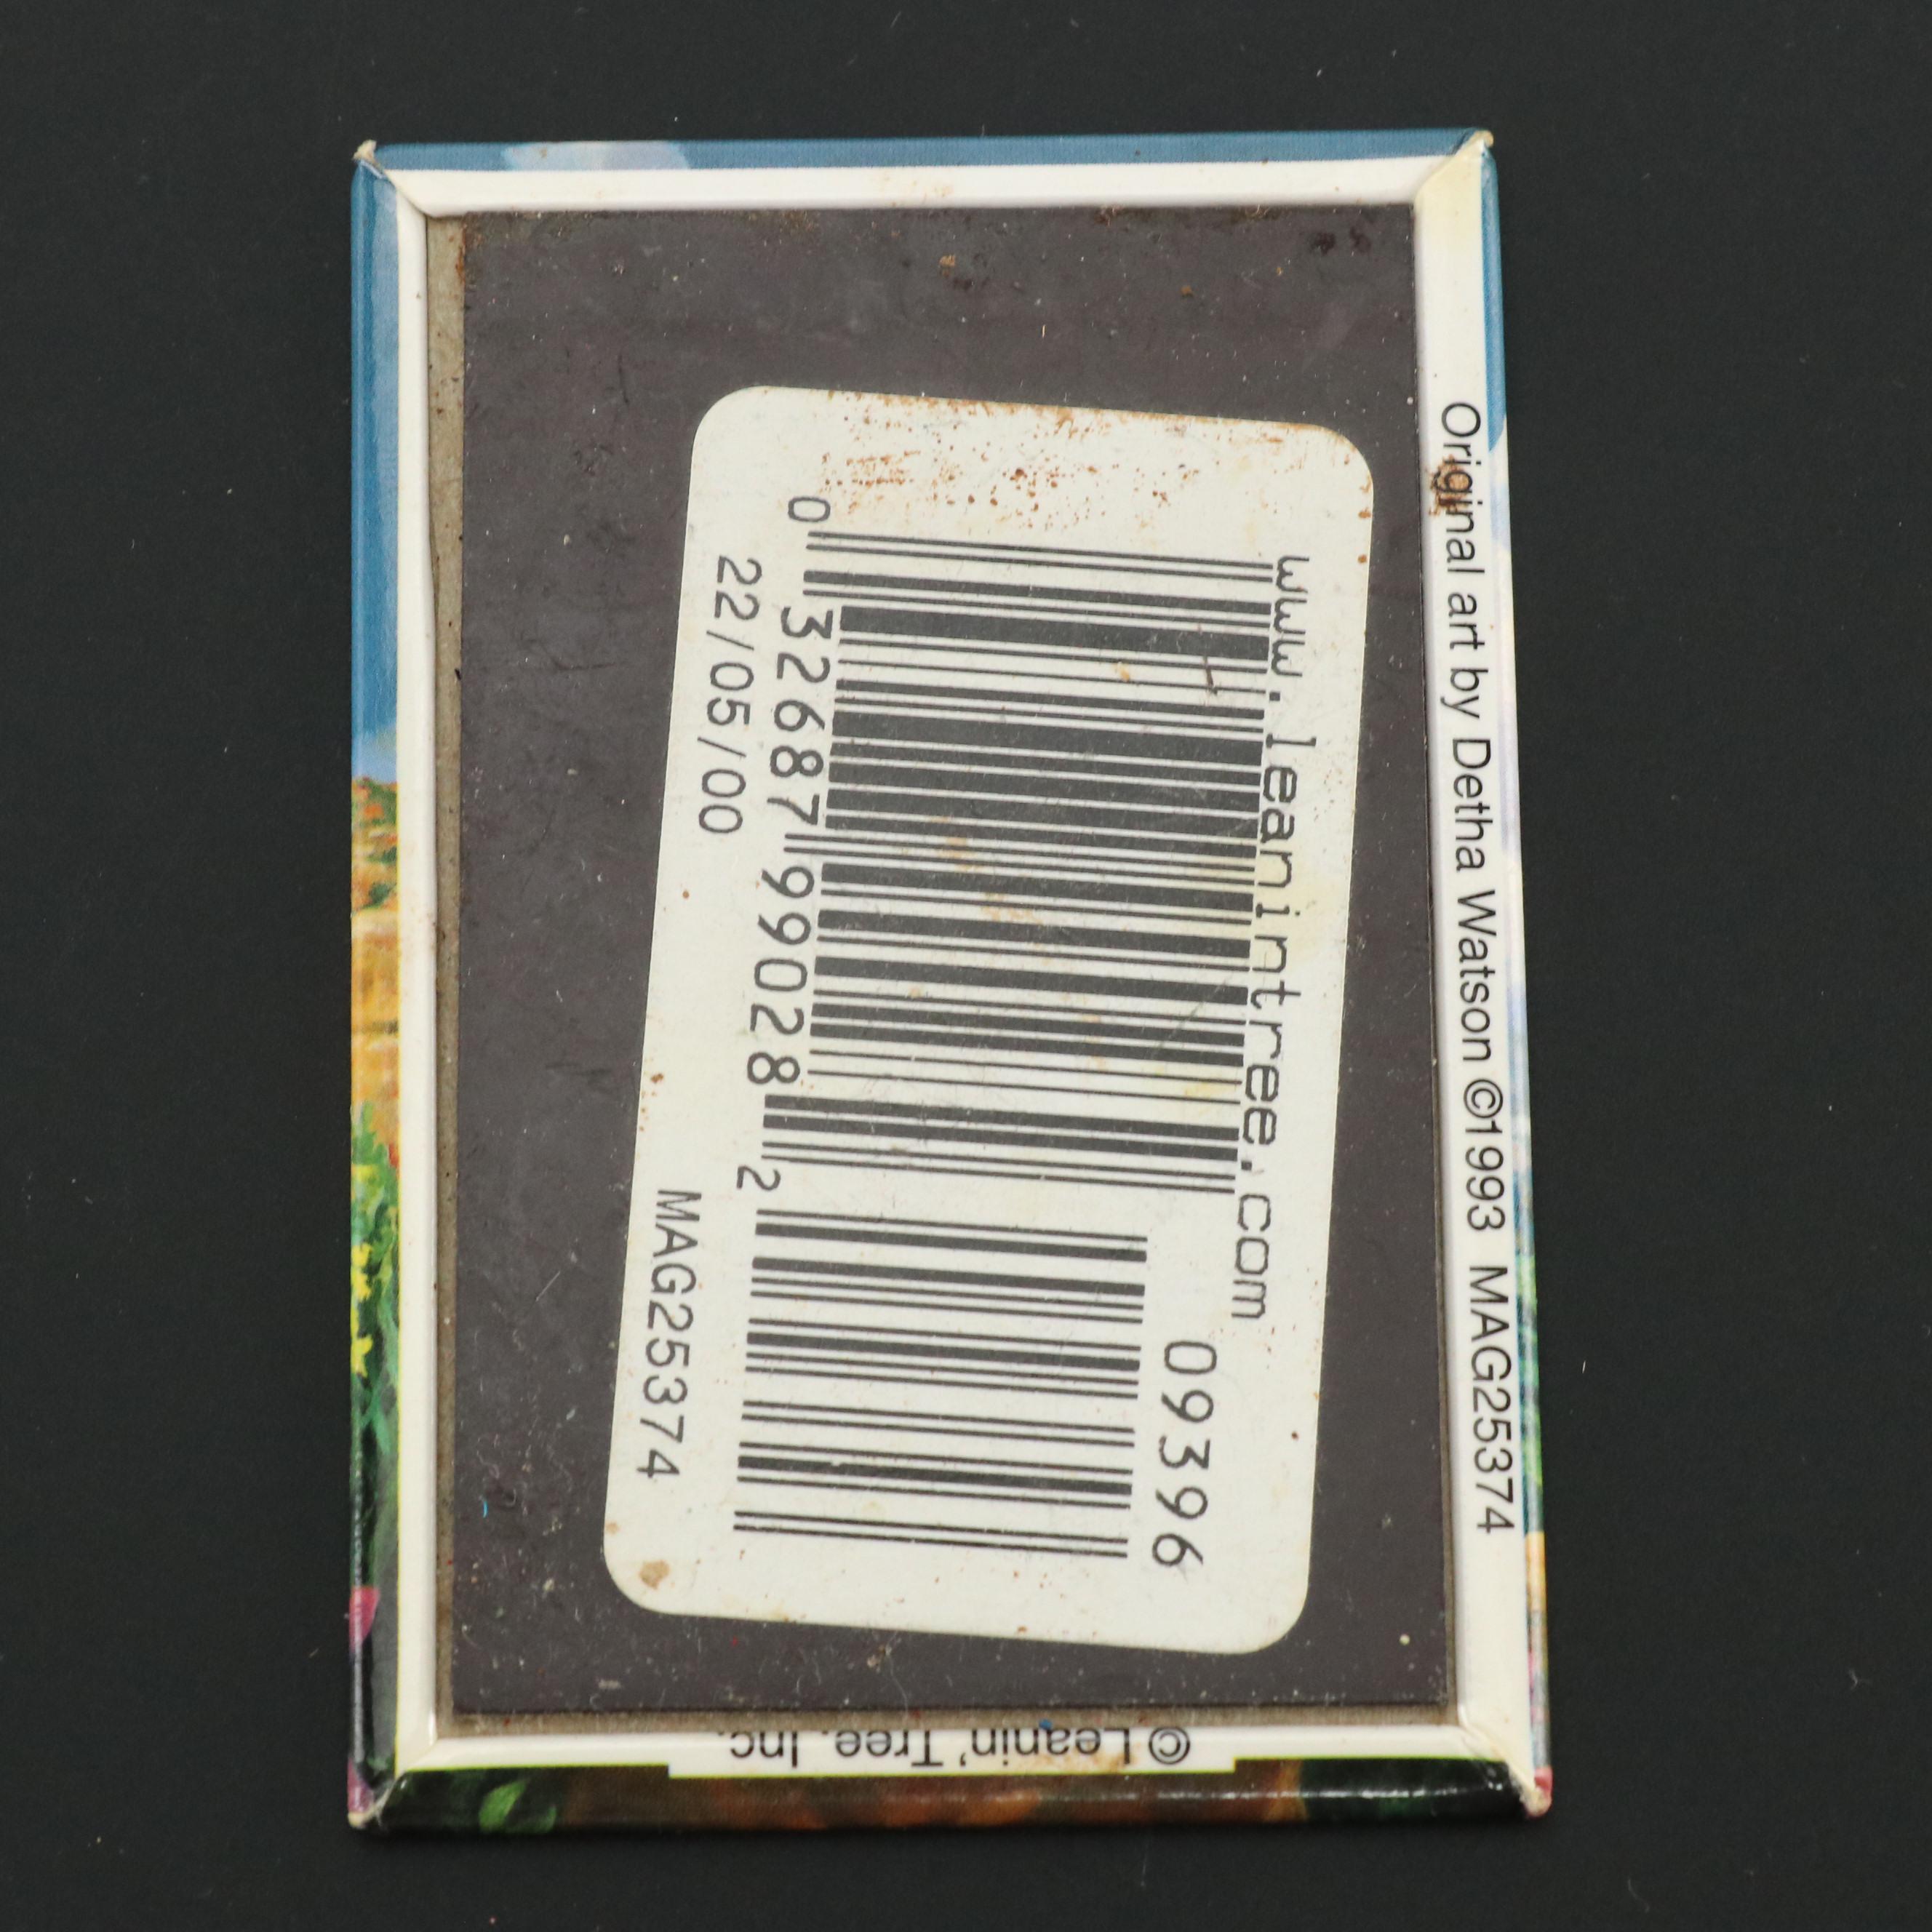 Original art by Detha Watson ©1993 MAG25374
www.leanintree.com
09396
0 32687 99028 2
22/05/00
MAG25374
©Leanin' Tree, Inc.